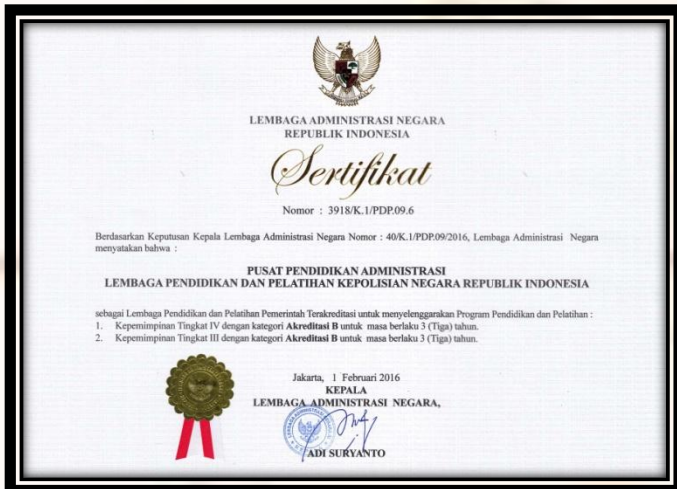 LEMBAGA ADMINISTRASI NEGARA
REPUBLIK INDONESIA
Sertifikat
Nomor : 3918/K.1/PDP.09.6
Berdasarkan Keputusan Kepala Lembaga Administrasi Negara Nomor : 40/K.1/PDP.09/2016, Lembaga Administrasi Negara
menyatakan bahwa :
PUSAT PENDIDIKAN ADMINISTRASI
LEMBAGA PENDIDIKAN DAN PELATIHAN KEPOLISIAN NEGARA REPUBLIK INDONESIA
sebagai Lembaga Pendidikan dan Pelatihan Pemerintah Terakreditasi untuk menyelenggarakan Program Pendidikan dan Pelatihan :
1. Kepemimpinan Tingkat IV dengan kategori Akreditasi B untuk masa berlaku 3 (Tiga) tahun.
2. Kepemimpinan Tingkat III dengan kategori Akreditasi B untuk masa berlaku 3 (Tiga) tahun.
Jakarta, 1 Februari 2016
KEPALA
LEMBAGA ADMINISTRASI NEGARA,
ADI SURYANTO